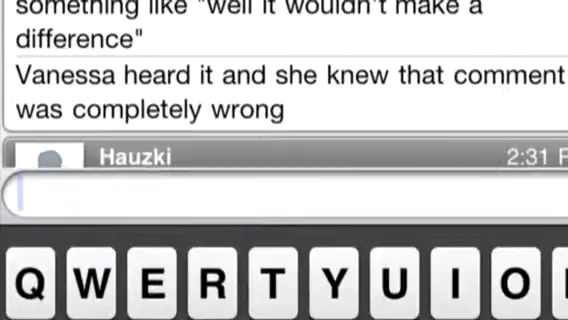 something like "well it wouldn't make a
difference"
Vanessa heard it and she knew that comment
was completely wrong
Hauzki 2:31
Q W E R T Y U I O